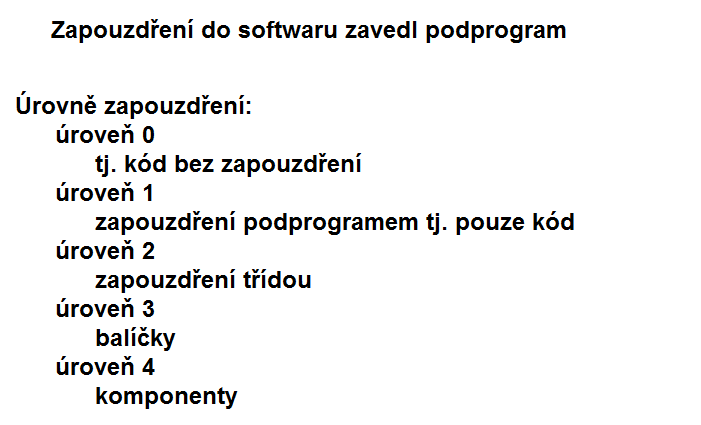 Zapouzdření do softwaru zavedl podprogram
Úrovně zapouzdření:
úroveň 0
tj. kód bez zapouzdření
úroveň 1
zapouzdření podprogramem tj. pouze kód
úroveň 2
zapouzdření třídou
úroveň 3
balíčky
úroveň 4
komponenty